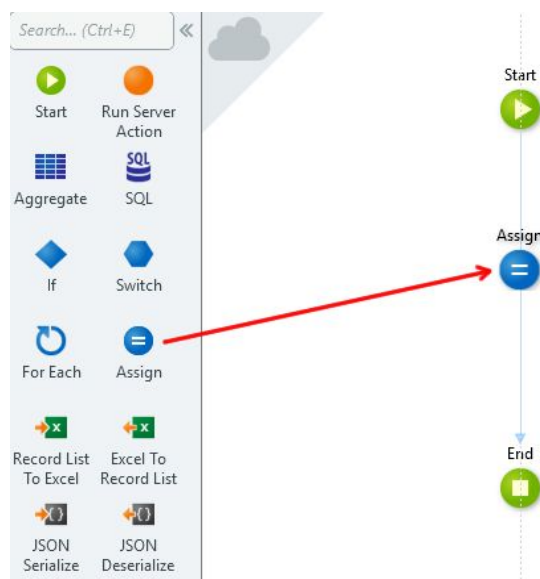 Search... (Ctrl+E)
Start
Run Server
Action
Aggregate
SQL
SQL
If
Switch
For Each
Assign
Record List
To Excel
Excel To
Record List
JSON
Serialize
JSON
Deserialize
Start
Assign
End